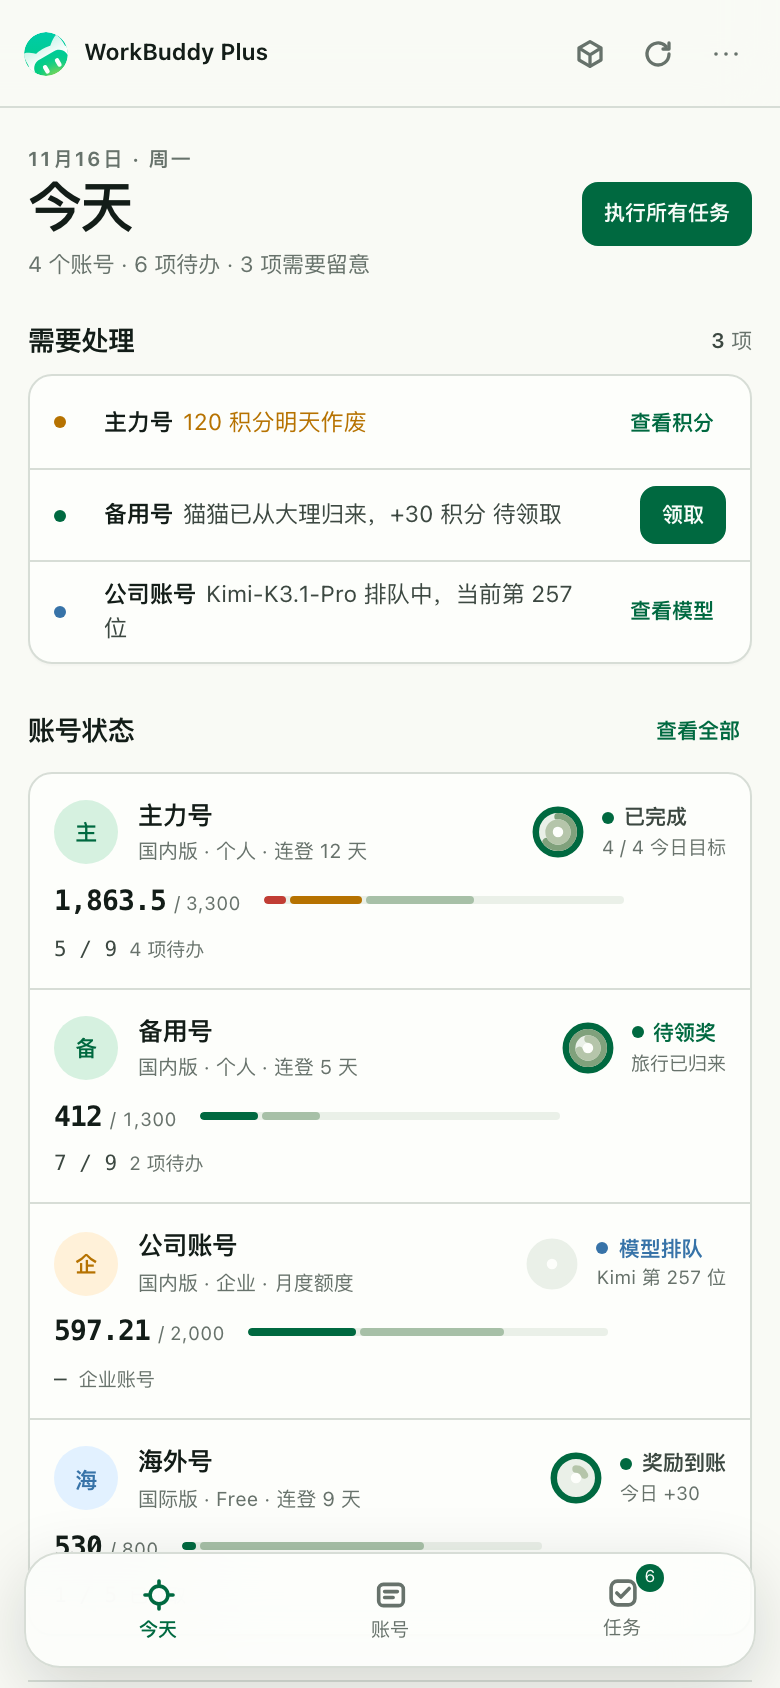 WorkBuddy Plus
11月16日 · 周一
今天
执行所有任务
4 个账号 · 6 项待办 · 3 项需要留意
需要处理
3 项
主力号 120 积分明天作废
查看积分
备用号 猫猫已从大理归来，+30 积分 待领取
领取
公司账号 Kimi-K3.1-Pro 排队中，当前第 257
位
查看模型
账号状态
查看全部
主
主力号
国内版 · 个人 · 连登 12 天
已完成
4 / 4 今日目标
1,863.5 / 3,300
5 / 9 4 项待办
备
备用号
国内版 · 个人 · 连登 5 天
待领奖
旅行已归来
412 / 1,300
7 / 9 2 项待办
企
公司账号
国内版 · 企业 · 月度额度
模型排队
Kimi 第 257 位
597.21 / 2,000
– 企业账号
海
海外号
国际版 · Free · 连登 9 天
奖励到账
今日 +30
530 / 800
今天
账号
任务
6